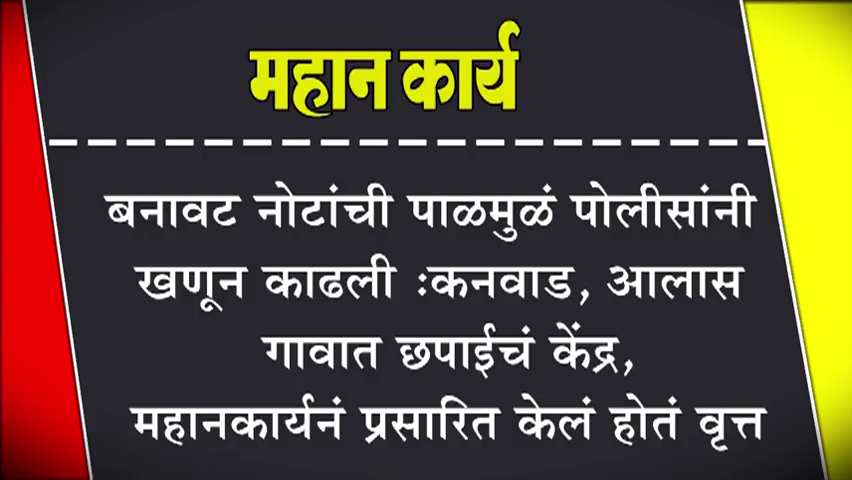 महान कार्य
बनावट नोटांची पाळमुळं पोलीसांनी
खणून काढली :कनवाड, आलास
गावात छपाईचं केंद्र,
महानकार्यनं प्रसारित केलं होतं वृत्त